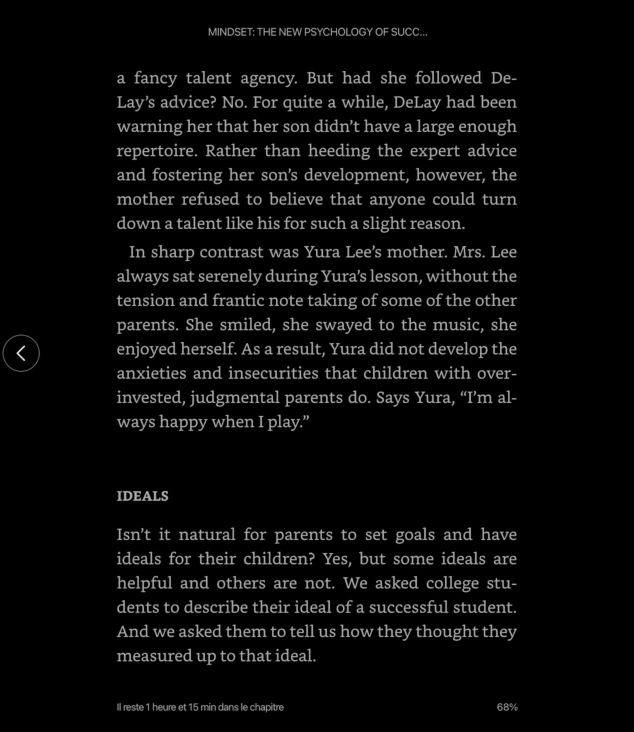 MINDSET: THE NEW PSYCHOLOGY OF SUCC...
a fancy talent agency. But had she followed De-
Lay’s advice? No. For quite a while, DeLay had been
warning her that her son didn’t have a large enough
repertoire. Rather than heeding the expert advice
and fostering her son’s development, however, the
mother refused to believe that anyone could turn
down a talent like his for such a slight reason.
In sharp contrast was Yura Lee’s mother. Mrs. Lee
always sat serenely during Yura’s lesson, without the
tension and frantic note taking of some of the other
parents. She smiled, she swayed to the music, she
enjoyed herself. As a result, Yura did not develop the
anxieties and insecurities that children with over-
invested, judgmental parents do. Says Yura, “I’m al-
ways happy when I play.”
IDEALS
Isn’t it natural for parents to set goals and have
ideals for their children? Yes, but some ideals are
helpful and others are not. We asked college stu-
dents to describe their ideal of a successful student.
And we asked them to tell us how they thought they
measured up to that ideal.
Il reste 1 heure et 15 min dans le chapitre
68%